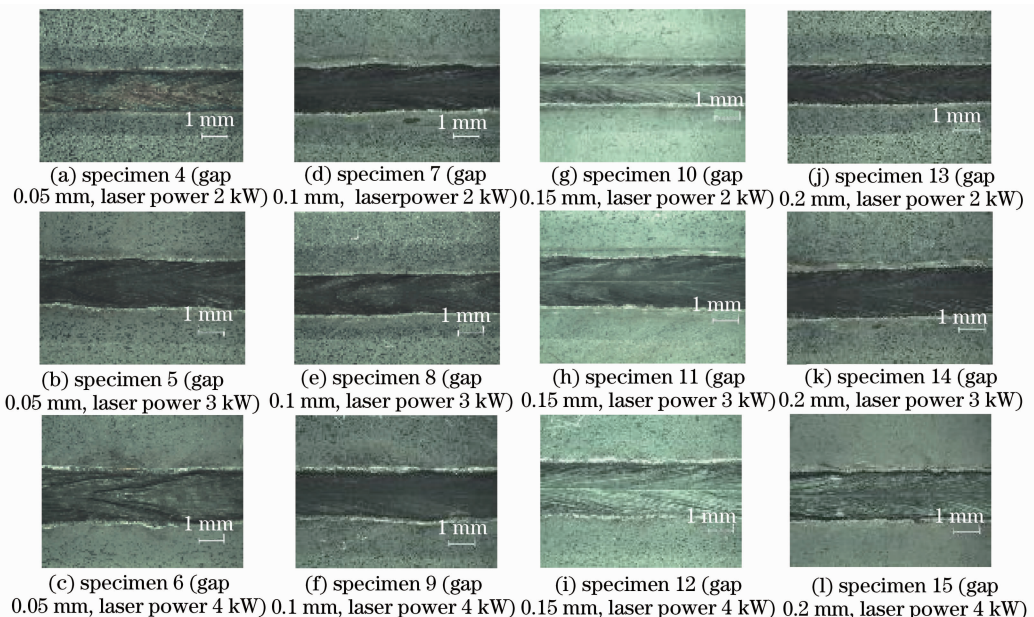 1 mm
(a) specimen 4 (gap
0.05 mm, laser power 2 kW)
1 mm
(d) specimen 7 (gap
0.1 mm, laserpower 2 kW)
1 mm
(g) specimen 10 (gap
0.15 mm, laser power 2 kW)
1 mm
(j) specimen 13 (gap
0.2 mm, laser power 2 kW)
1 mm
(b) specimen 5 (gap
0.05 mm, laser power 3 kW)
1 mm
(e) specimen 8 (gap
0.1 mm, laser power 3 kW)
1 mm
(h) specimen 11 (gap
0.15 mm, laser power 3 kW)
1 mm
(k) specimen 14 (gap
0.2 mm, laser power 3 kW)
1 mm
(c) specimen 6 (gap
0.05 mm, laser power 4 kW)
1 mm
(f) specimen 9 (gap
0.1 mm, laser power 4 kW)
1 mm
(i) specimen 12 (gap
0.15 mm, laser power 4 kW)
1 mm
(l) specimen 15 (gap
0.2 mm, laser power 4 kW)